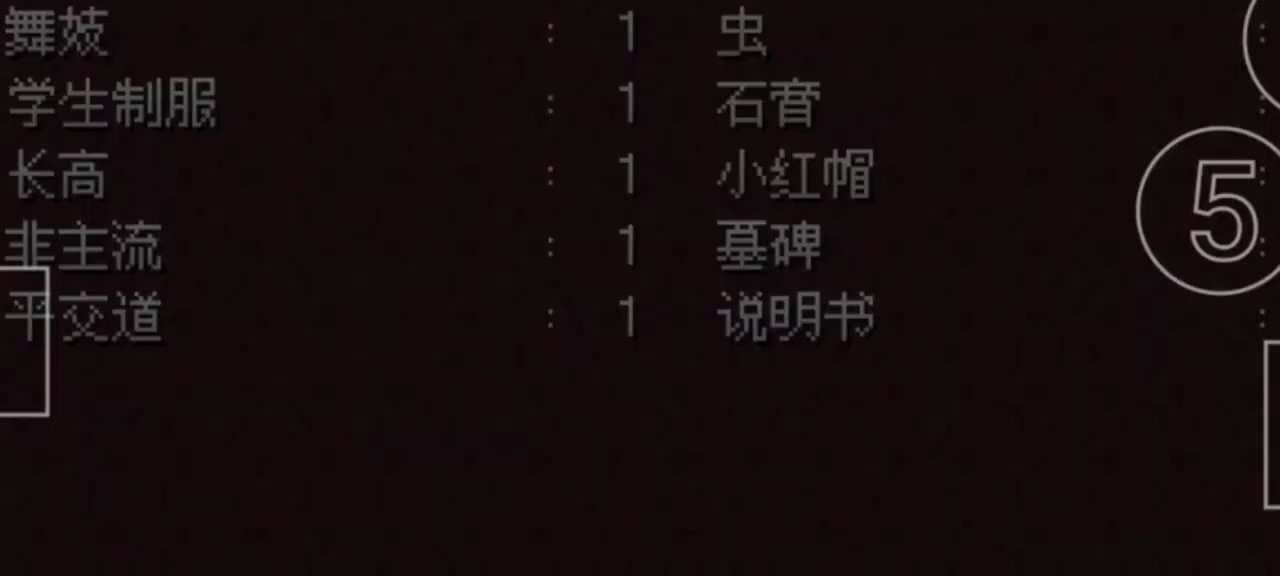 舞妓 : 1 虫 :
学生制服 : 1 石膏 :
长高 : 1 小红帽 : 5
非主流 : 1 墓碑 :
平交道 : 1 说明书 :